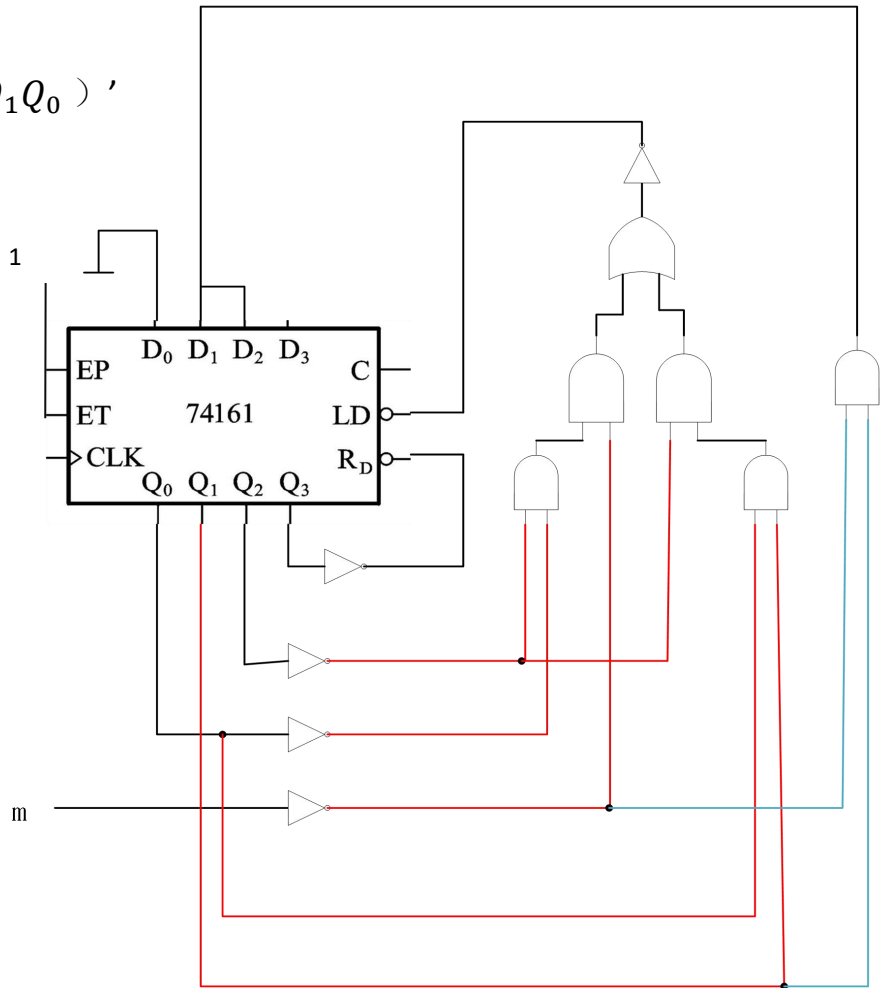 ₁Q₀ ）’
1
D₀ D₁ D₂ D₃
EP C
ET 74161 LD
CLK R_D
Q₀ Q₁ Q₂ Q₃
m